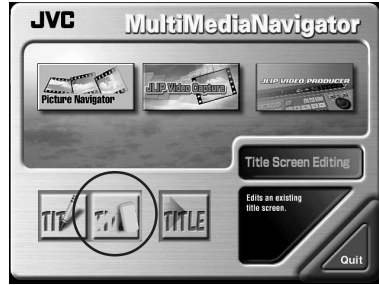 JVC
MultiMediaNavigator
Picture Navigator
JLIP Video Capture
JLIP VIDEO PRODUCER
Title Screen Editing
Edits an existing
title screen.
TITLE
Quit